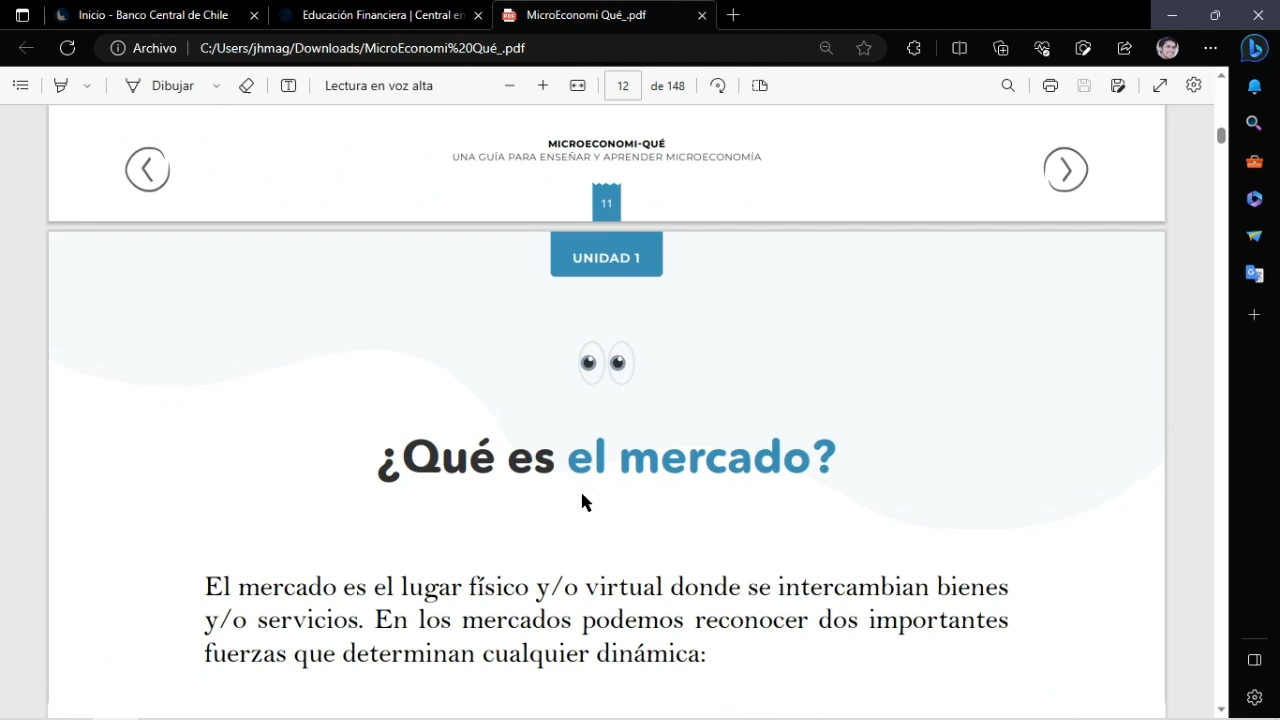 Inicio - Banco Central de Chile
Educación Financiera | Central en
MicroEconomi Qué_.pdf
Archivo
C:/Users/jhmag/Downloads/MicroEconomi%20Qué_.pdf
Dibujar
Lectura en voz alta
12
de 148
MICROECONOMI-QUÉ
UNA GUÍA PARA ENSEÑAR Y APRENDER MICROECONOMÍA
11
UNIDAD 1
¿Qué es el mercado?
El mercado es el lugar físico y/o virtual donde se intercambian bienes
y/o servicios. En los mercados podemos reconocer dos importantes
fuerzas que determinan cualquier dinámica: